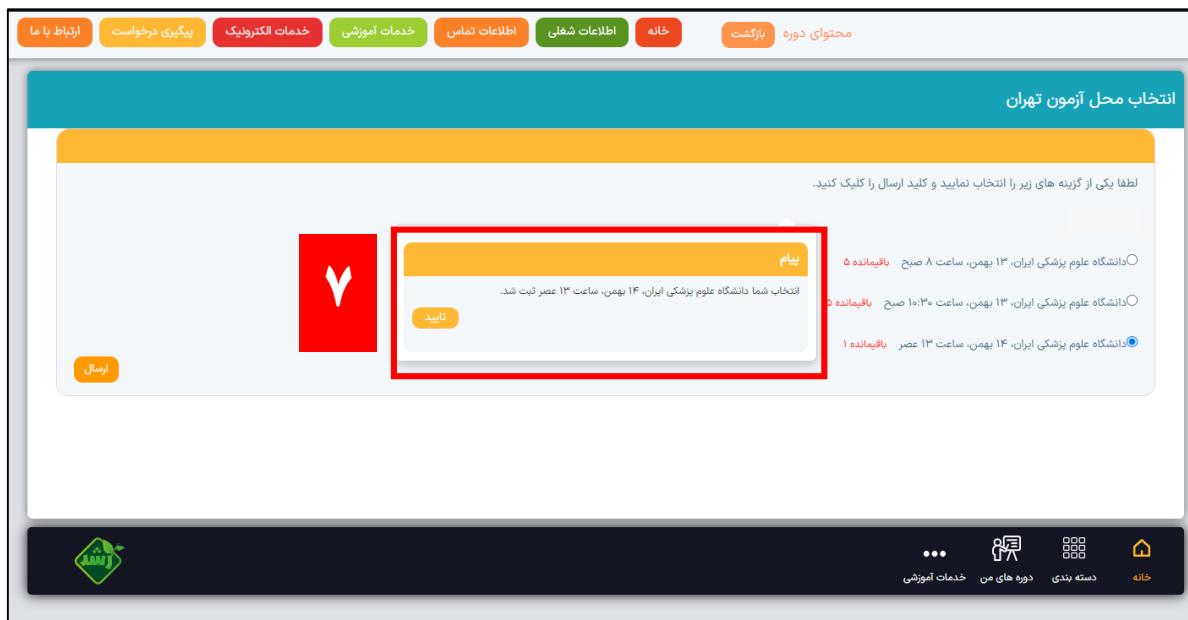 محتوای دوره بازگشت خانه اطلاعات شغلی اطلاعات تماس خدمات آموزشی خدمات الکترونیک پیگیری درخواست ارتباط با ما
انتخاب محل آزمون تهران
لطفا یکی از گزینه های زیر را انتخاب نمایید و کلید ارسال را کلیک کنید.
دانشگاه علوم پزشکی ایران، ۱۳ بهمن، ساعت ۸ صبح باقیمانده ۵
دانشگاه علوم پزشکی ایران، ۱۳ بهمن، ساعت ۱۰:۳۰ صبح باقیمانده ۵
دانشگاه علوم پزشکی ایران، ۱۴ بهمن، ساعت ۱۳ عصر باقیمانده ۱
پیام
انتخاب شما دانشگاه علوم پزشکی ایران، ۱۴ بهمن، ساعت ۱۳ عصر ثبت شد.
تایید
۷
ارسال
خانه دسته بندی دوره های من خدمات آموزشی
رشد